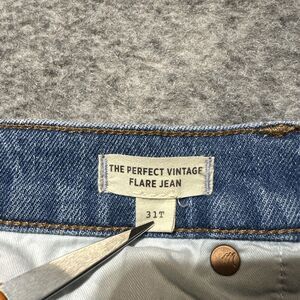 THE PERFECT VINTAGE
FLARE JEAN
31T